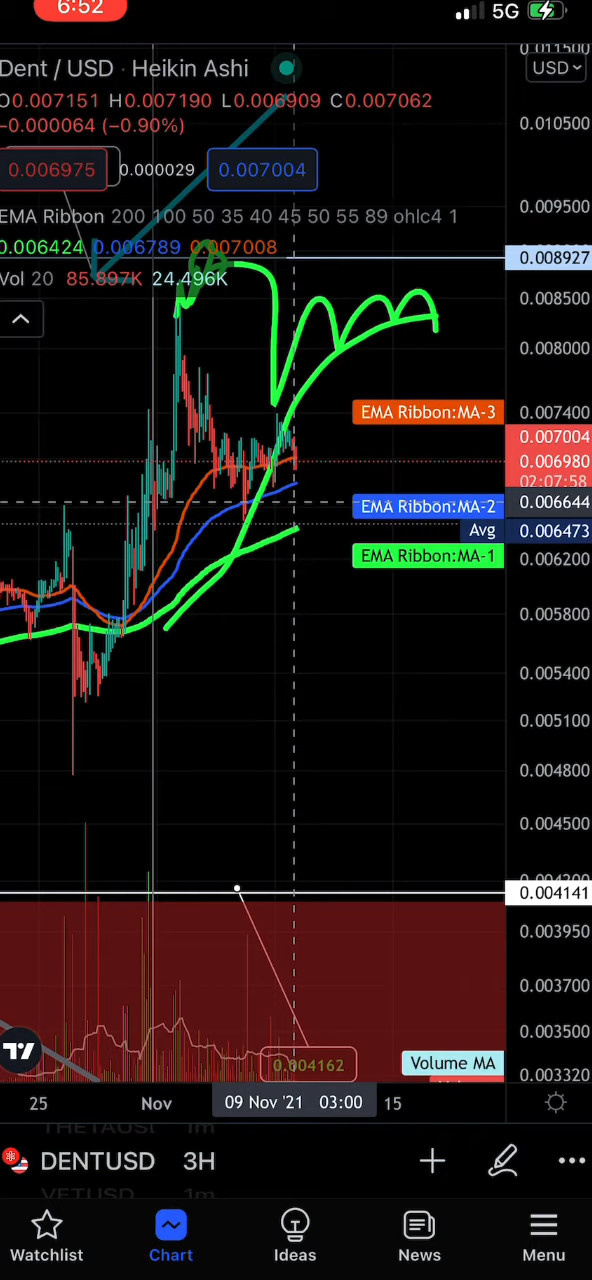 6:52
5G
0.011500
Dent / USD · Heikin Ashi
USD
O0.007151 H0.007190 L0.006909 C0.007062
−0.000064 (−0.90%)
0.010500
0.006975
0.000029
0.007004
0.009500
EMA Ribbon 200 100 50 35 40 45 50 55 89 ohlc4 1
0.006424 0.006789 0.007008
0.008927
Vol 20 85.897K 24.496K
0.008500
0.008000
EMA Ribbon:MA-3
0.007400
0.007004
0.006980
02:07:58
EMA Ribbon:MA-2
0.006644
Avg
0.006473
EMA Ribbon:MA-1
0.006200
0.005800
0.005400
0.005100
0.004800
0.004500
0.004200
0.004141
0.003950
0.003700
0.003500
0.004162
Volume MA
0.003320
25
Nov
09 Nov '21 03:00
15
THETAUSD 1m
DENTUSD 3H
VETUSD 1m
Watchlist
Chart
Ideas
News
Menu